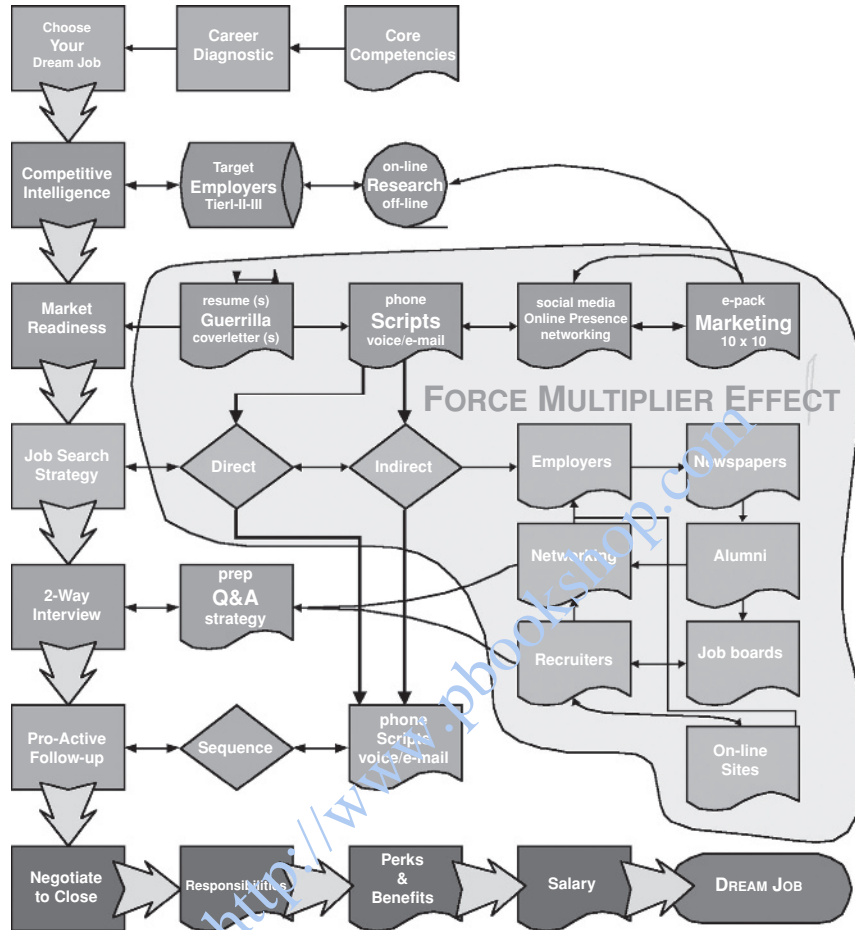 Choose
Your
Dream Job
Career
Diagnostic
Core
Competencies
Competitive
Intelligence
Target
Employers
TierI-II-III
on-line
Research
off-line
Market
Readiness
resume (s)
Guerrilla
coverletter (s)
phone
Scripts
voice/e-mail
social media
Online Presence
networking
e-pack
Marketing
10 x 10
FORCE MULTIPLIER EFFECT
Job Search
Strategy
Direct
Indirect
Employers
Newspapers
2-Way
Interview
prep
Q&A
strategy
Networking
Alumni
Recruiters
Job boards
Pro-Active
Follow-up
Sequence
phone
Scripts
voice/e-mail
On-line
Sites
Negotiate
to Close
Responsibilities
Perks
&
Benefits
Salary
DREAM JOB
http://www.pbookshop.com